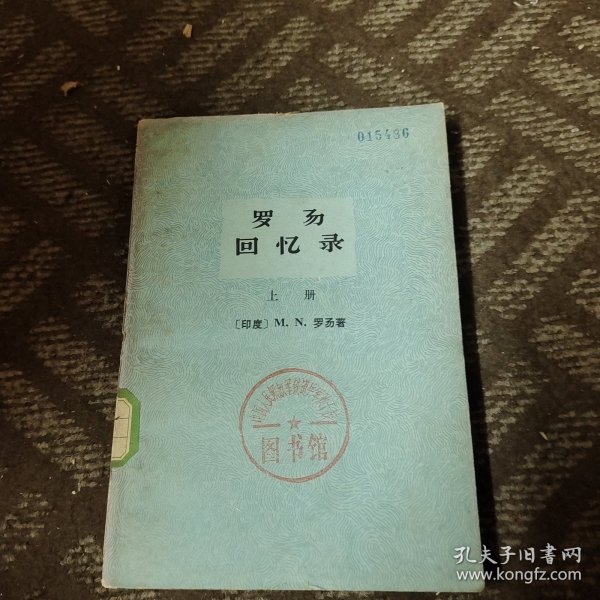 015436
罗易
回忆录
上册
〔印度〕M. N. 罗易著
图书馆
孔夫子旧书网
www.kongfz.com